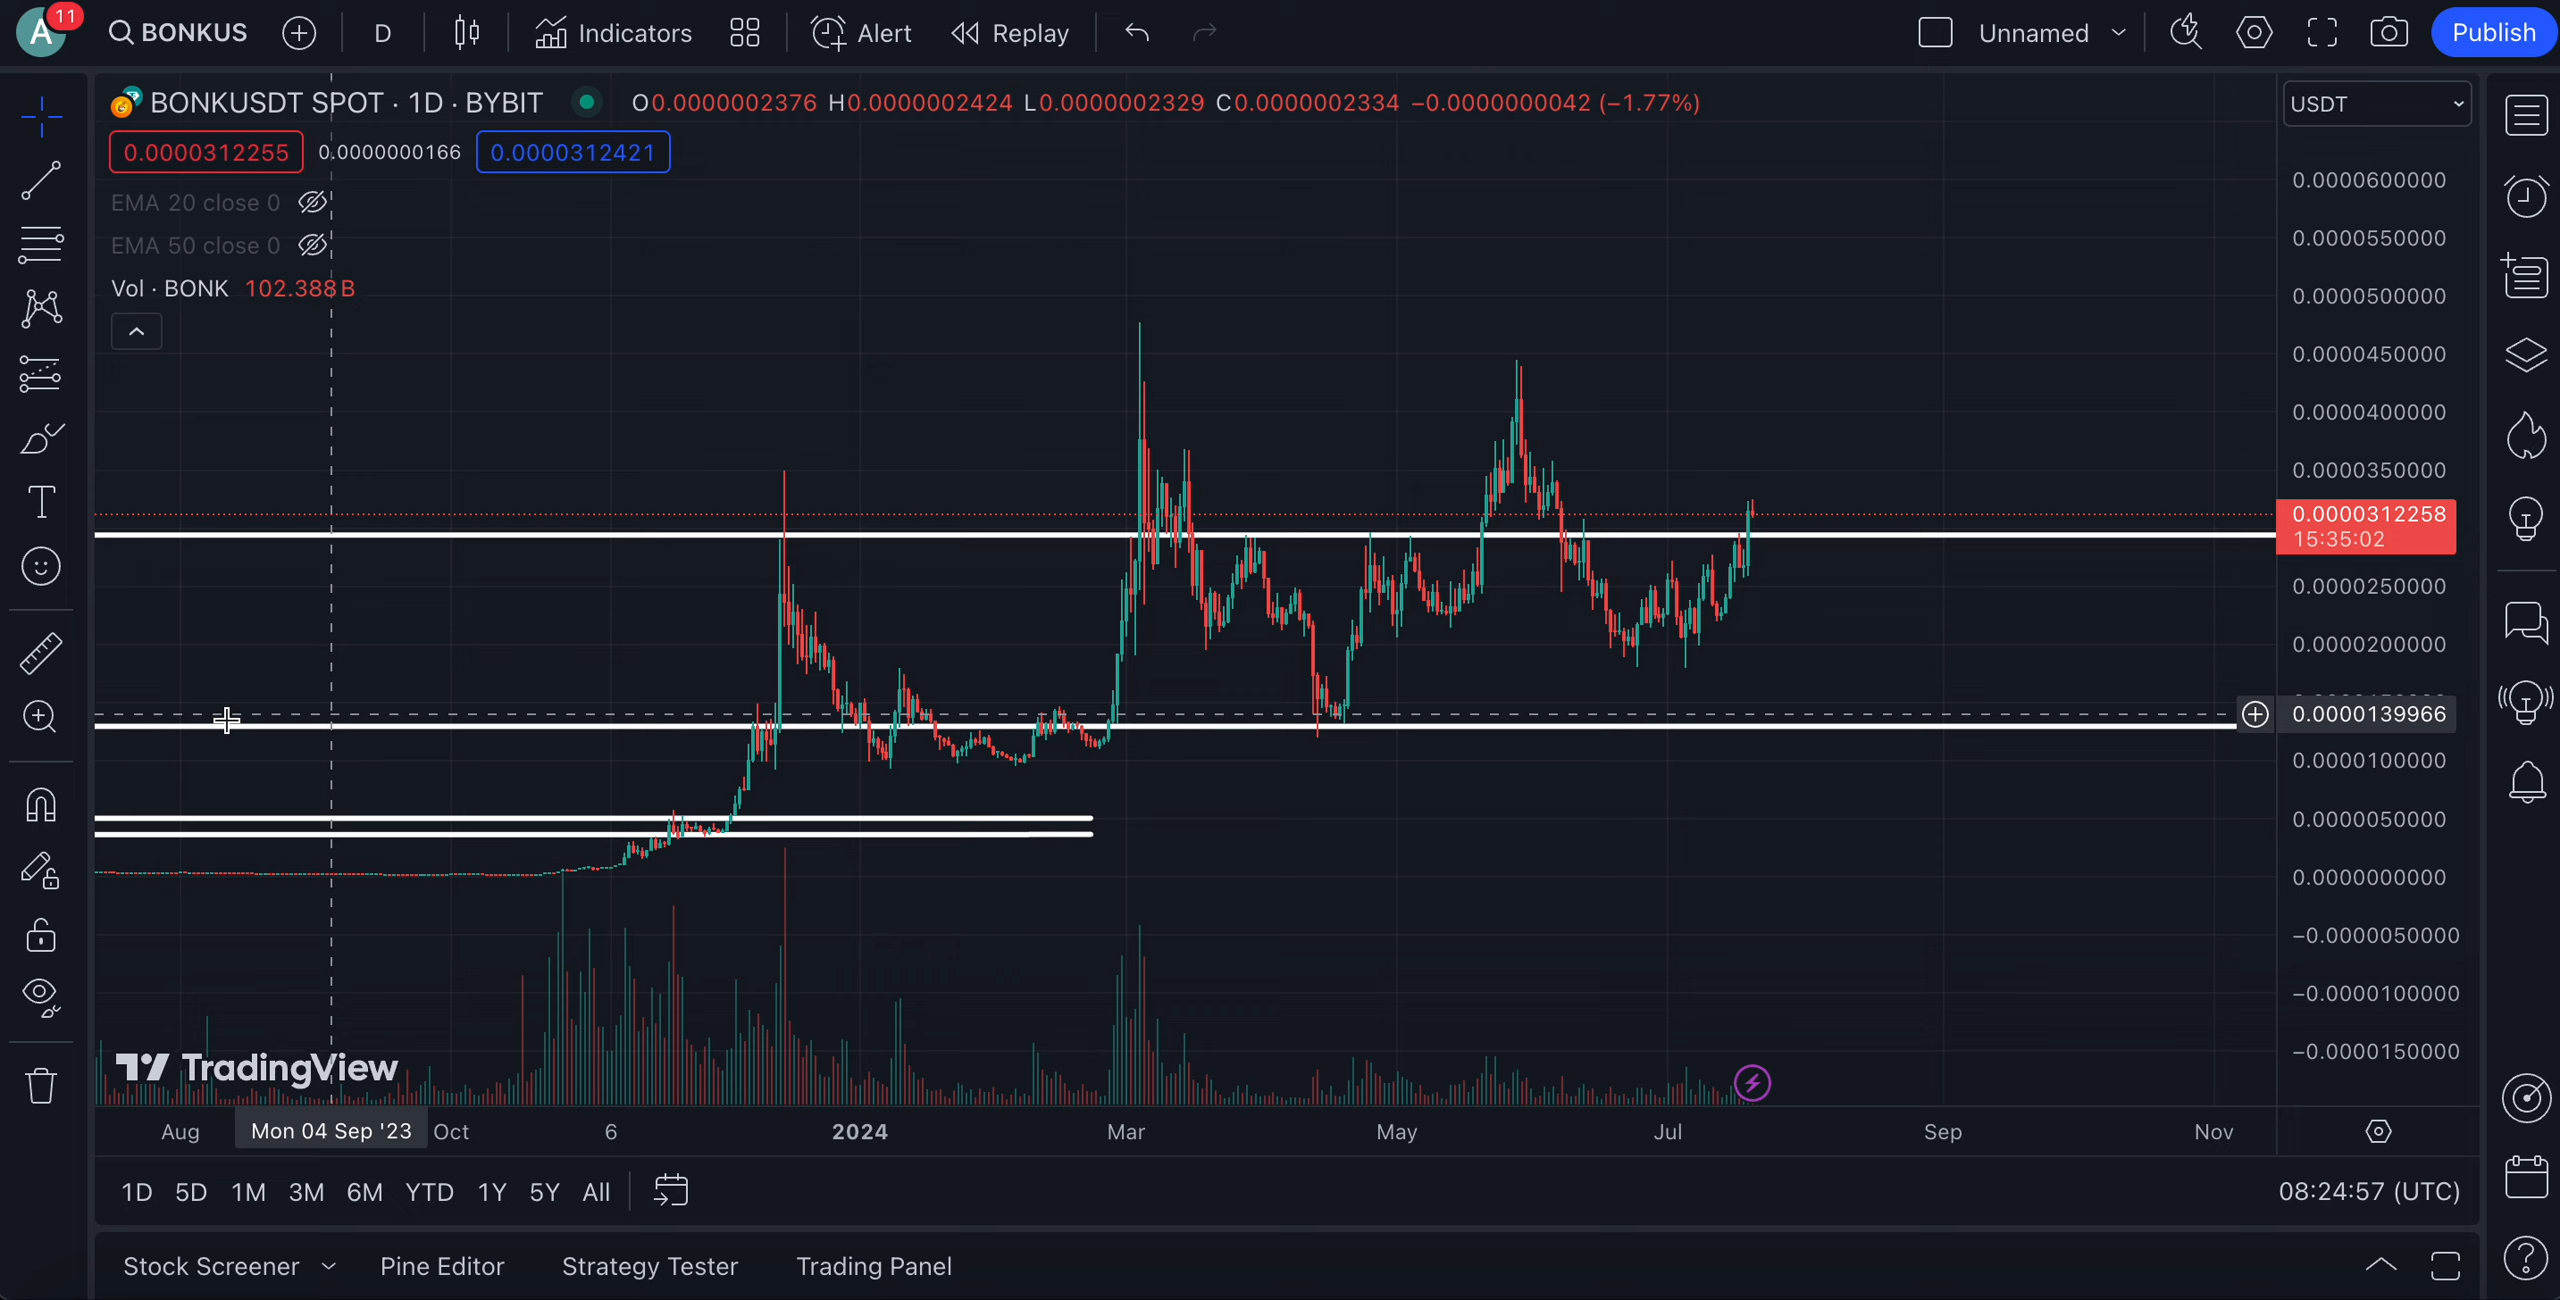 A 11 BONKUS D Indicators Alert Replay Unnamed Publish
BONKUSDT SPOT · 1D · BYBIT O0.0000002376 H0.0000002424 L0.0000002329 C0.0000002334 −0.0000000042 (−1.77%) USDT
0.0000312255 0.0000000166 0.0000312421
EMA 20 close 0
EMA 50 close 0
Vol · BONK 102.388B
0.0000600000
0.0000550000
0.0000500000
0.0000450000
0.0000400000
0.0000350000
0.0000312258
15:35:02
0.0000250000
0.0000200000
0.0000139966
0.0000100000
0.0000050000
0.0000000000
−0.0000050000
−0.0000100000
−0.0000150000
TradingView
Aug Mon 04 Sep '23 Oct 6 2024 Mar May Jul Sep Nov
1D 5D 1M 3M 6M YTD 1Y 5Y All 08:24:57 (UTC)
Stock Screener Pine Editor Strategy Tester Trading Panel